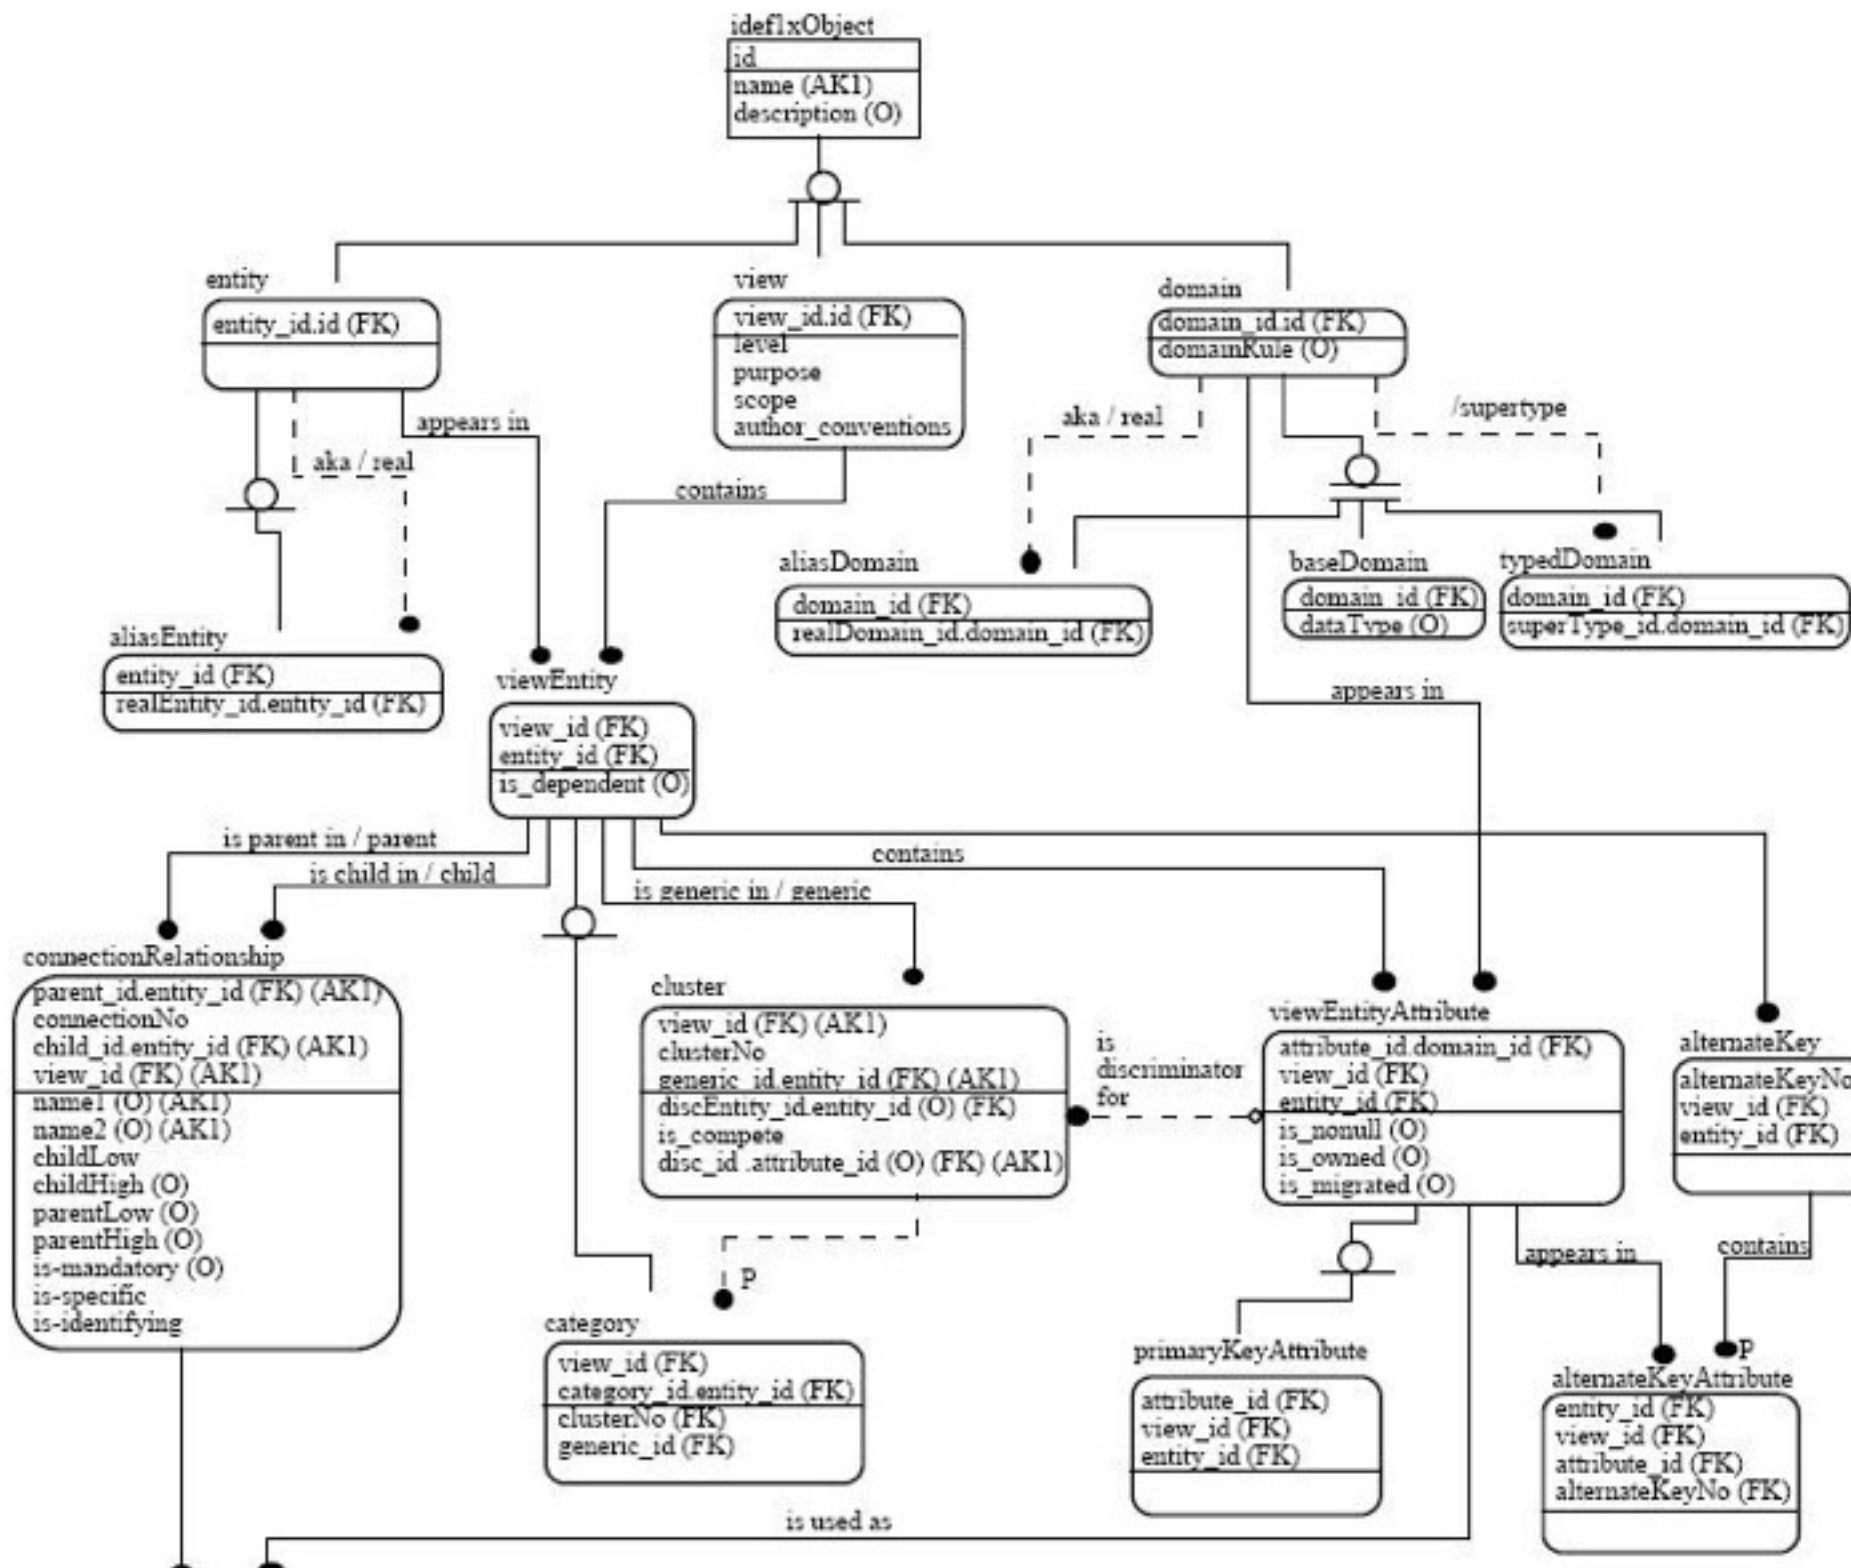 idef1xObject
id
name (AK1)
description (O)
entity
entity_id.id (FK)
view
view_id.id (FK)
level
purpose
scope
author_conventions
domain
domain_id.id (FK)
domainRule (O)
appears in
aka / real
contains
aka / real
/supertype
aliasDomain
domain_id (FK)
realDomain_id.domain_id (FK)
baseDomain
domain_id (FK)
dataType (O)
typedDomain
domain_id (FK)
superType_id.domain_id (FK)
aliasEntity
entity_id (FK)
realEntity_id.entity_id (FK)
viewEntity
view_id (FK)
entity_id (FK)
is_dependent (O)
appears in
is parent in / parent
is child in / child
is generic in / generic
contains
connectionRelationship
parent_id.entity_id (FK) (AK1)
connectionNo
child_id.entity_id (FK) (AK1)
view_id (FK) (AK1)
name1 (O) (AK1)
name2 (O) (AK1)
childLow
childHigh (O)
parentLow (O)
parentHigh (O)
is-mandatory (O)
is-specific
is-identifying
cluster
view_id (FK) (AK1)
clusterNo
generic_id.entity_id (FK) (AK1)
discEntity_id.entity_id (O) (FK)
is_compete
disc_id .attribute_id (O) (FK) (AK1)
is
discriminator
for
viewEntityAttribute
attribute_id.domain_id (FK)
view_id (FK)
entity_id (FK)
is_nonull (O)
is_owned (O)
is_migrated (O)
alternateKey
alternateKeyNo
view_id (FK)
entity_id (FK)
P
category
view_id (FK)
category_id.entity_id (FK)
clusterNo (FK)
generic_id (FK)
appears in
contains
P
primaryKeyAttribute
attribute_id (FK)
view_id (FK)
entity_id (FK)
alternateKeyAttribute
entity_id (FK)
view_id (FK)
attribute_id (FK)
alternateKeyNo (FK)
is used as